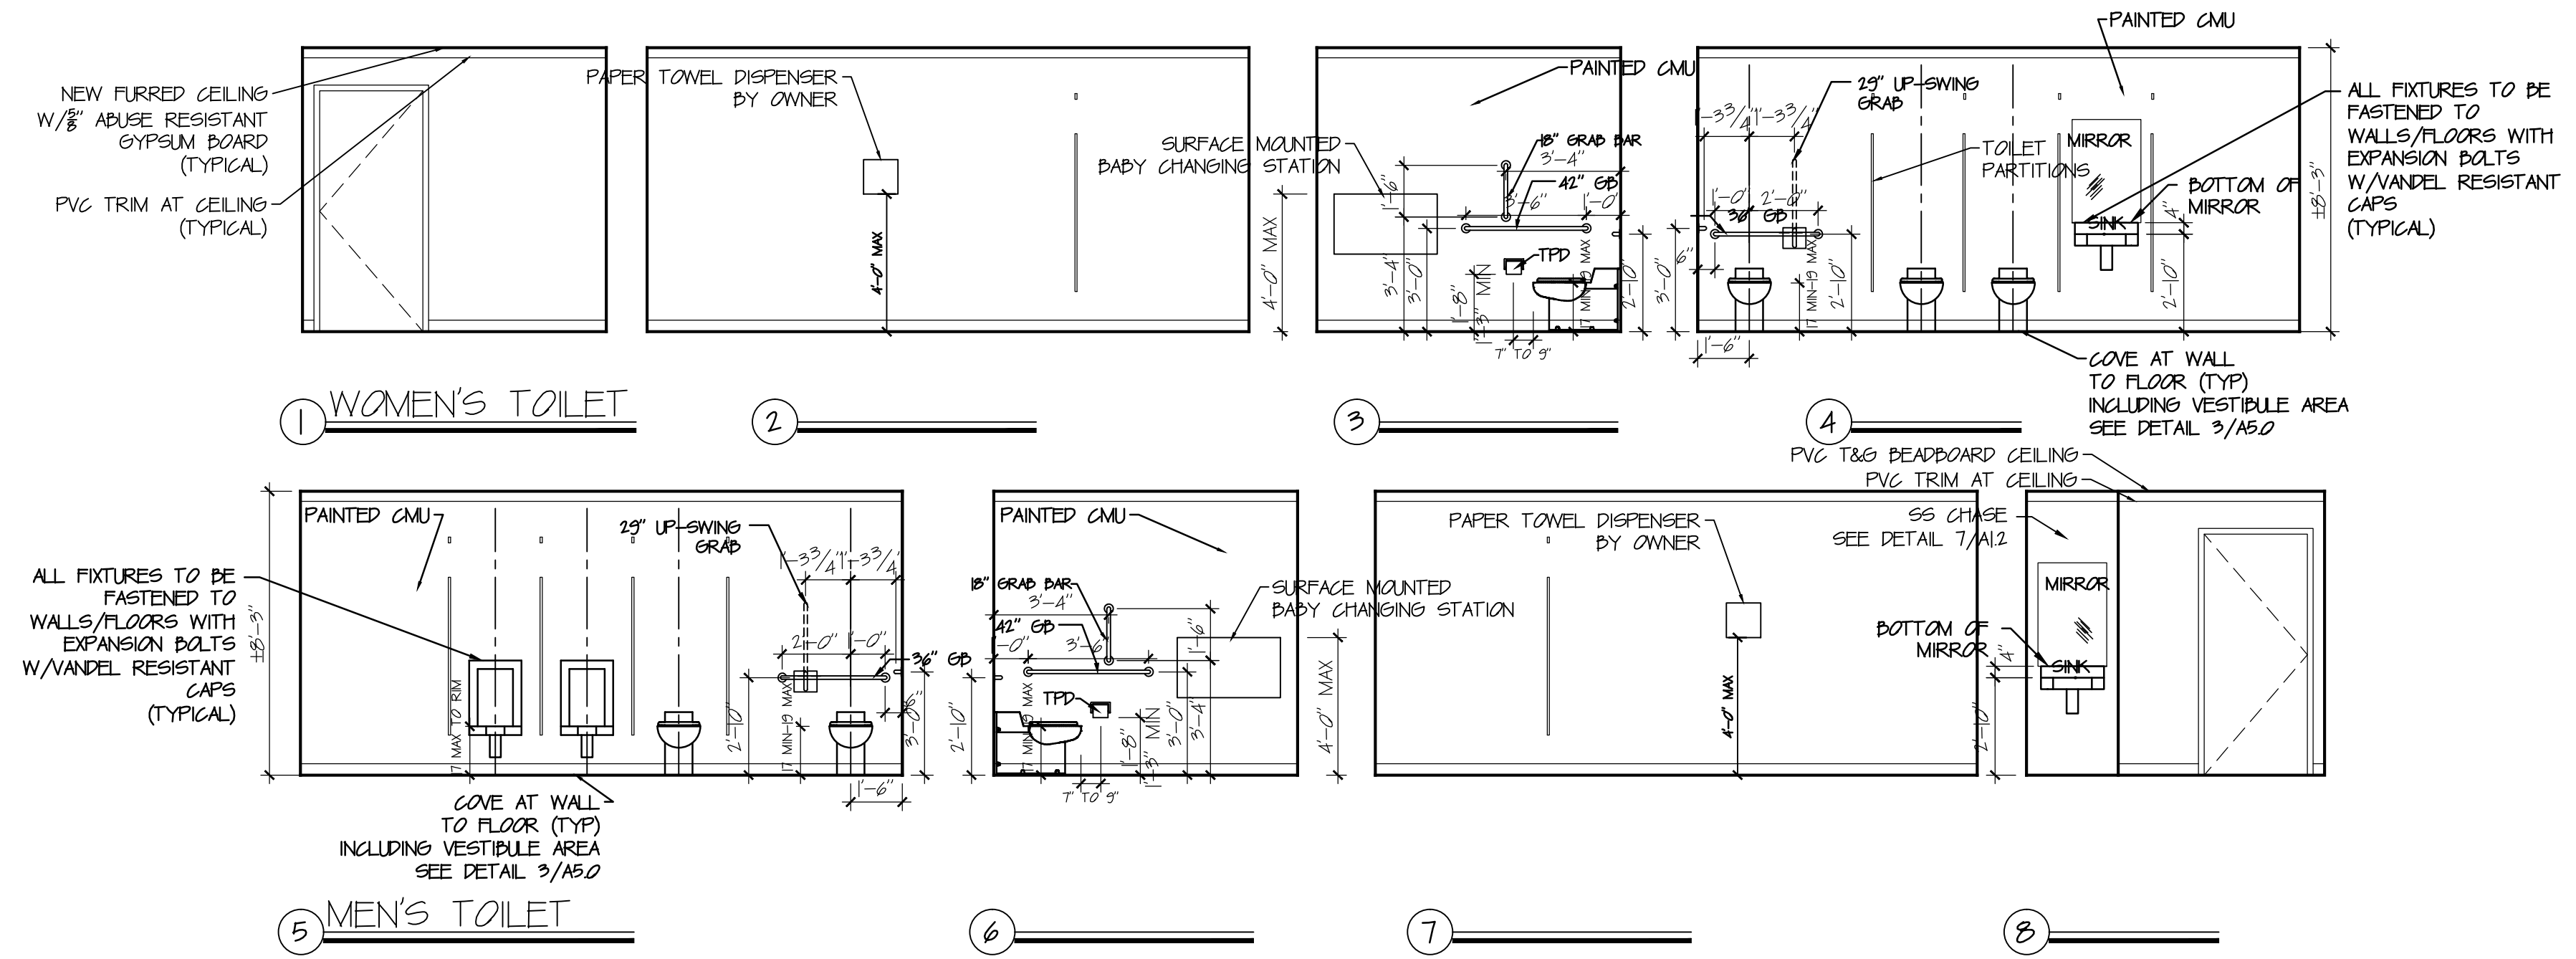 NEW FURRED CEILING
W/5/8" ABUSE RESISTANT
GYPSUM BOARD
(TYPICAL)
PVC TRIM AT CEILING
(TYPICAL)
1 WOMEN'S TOILET
PAPER TOWEL DISPENSER
BY OWNER
4'-0" MAX
2
PAINTED CMU
SURFACE MOUNTED
BABY CHANGING STATION
18" GRAB BAR
3'-4"
1'-6"
42" GB
3'-6"
1'-0"
4'-0" MAX
3'-4"
3'-0"
TPD
1'-8"
1'-3" MIN
17 MIN-19 MAX
2'-10"
7" TO 9"
3
PAINTED CMU
29" UP-SWING
GRAB
1'-3 3/4"
1'-3 3/4"
TOILET
PARTITIONS
MIRROR
1'-0"
2'-0"
36" GB
BOTTOM OF
MIRROR
SINK
4"
6"
3'-0"
17 MIN-19 MAX
2'-10"
2'-10"
1'-6"
±8'-3"
ALL FIXTURES TO BE
FASTENED TO
WALLS/FLOORS WITH
EXPANSION BOLTS
W/VANDEL RESISTANT
CAPS
(TYPICAL)
COVE AT WALL
TO FLOOR (TYP)
INCLUDING VESTIBULE AREA
SEE DETAIL 3/A5.0
4
ALL FIXTURES TO BE
FASTENED TO
WALLS/FLOORS WITH
EXPANSION BOLTS
W/VANDEL RESISTANT
CAPS
(TYPICAL)
±8'-3"
PAINTED CMU
29" UP-SWING
GRAB
1'-3 3/4"
1'-3 3/4"
2'-0"
1'-0"
36" GB
17 MAX TO RIM
2'-10"
17 MIN-19 MAX
6"
3'-0"
1'-6"
COVE AT WALL
TO FLOOR (TYP)
INCLUDING VESTIBULE AREA
SEE DETAIL 3/A5.0
5 MEN'S TOILET
PAINTED CMU
18" GRAB BAR
3'-4"
42" GB
1'-0"
3'-6"
1'-6"
SURFACE MOUNTED
BABY CHANGING STATION
TPD
2'-10"
17 MIN-19 MAX
1'-8"
1'-3" MIN
3'-0"
3'-4"
4'-0" MAX
7" TO 9"
6
PAPER TOWEL DISPENSER
BY OWNER
4'-0" MAX
7
PVC T&G BEADBOARD CEILING
PVC TRIM AT CEILING
SS CHASE
SEE DETAIL 7/A1.2
MIRROR
BOTTOM OF
MIRROR
4"
SINK
2'-10"
8